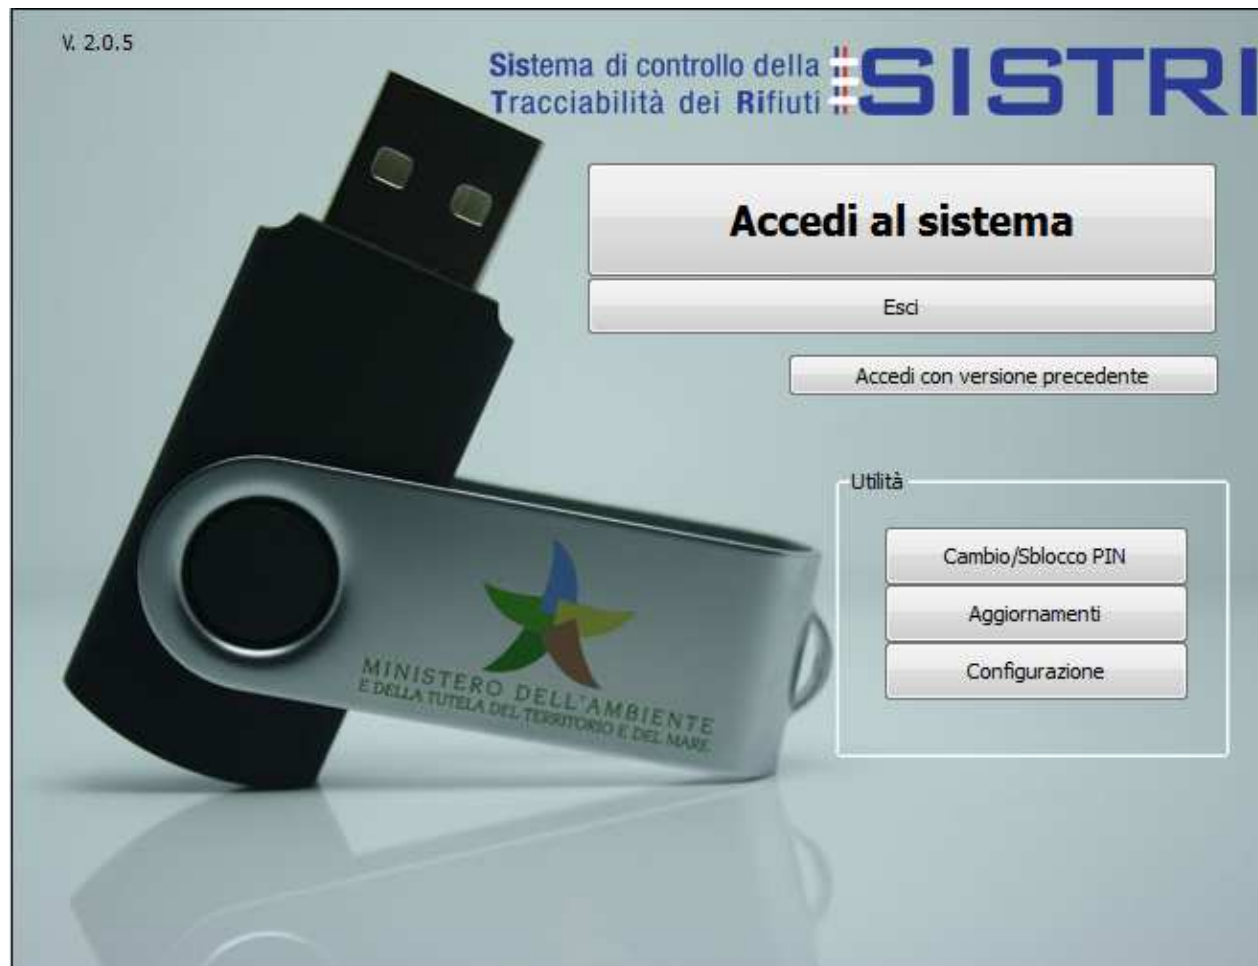 V. 2.0.5
Sistema di controllo della
Tracciabilità dei Rifiuti
SISTRI
Accedi al sistema
Esci
Accedi con versione precedente
Utilità
Cambio/Sblocco PIN
Aggiornamenti
Configurazione
MINISTERO DELL'AMBIENTE
E DELLA TUTELA DEL TERRITORIO E DEL MARE